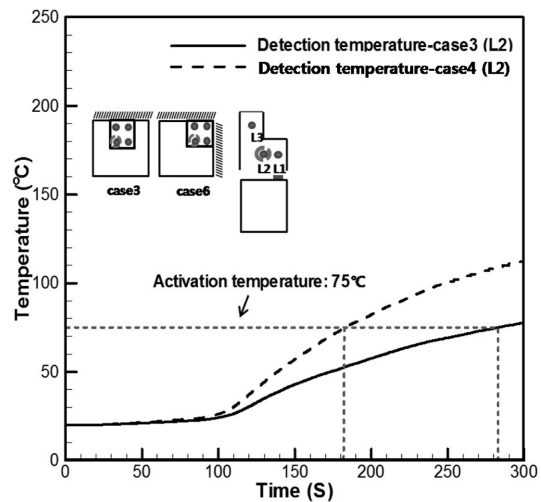 250
200
150
100
50
0
Temperature (℃)
Detection temperature-case3 (L2)
Detection temperature-case4 (L2)
case3
case6
L3
L2 L1
Activation temperature: 75℃
0 50 100 150 200 250 300
Time (S)